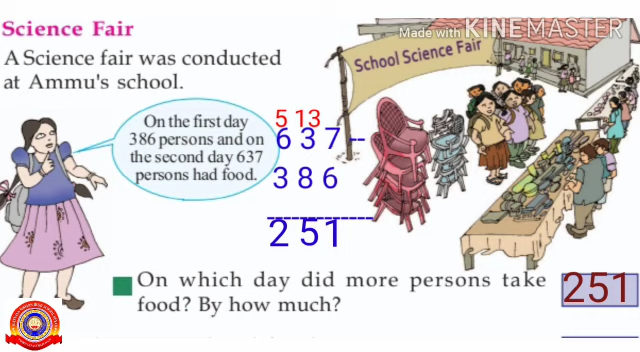 Made with KINEMASTER
Science Fair
A Science fair was conducted
at Ammu's school.
School Science Fair
On the first day
386 persons and on
the second day 637
persons had food.
5 13
6 3 7 --
3 8 6
-------------
2 5 1
On which day did more persons take
food? By how much?
251